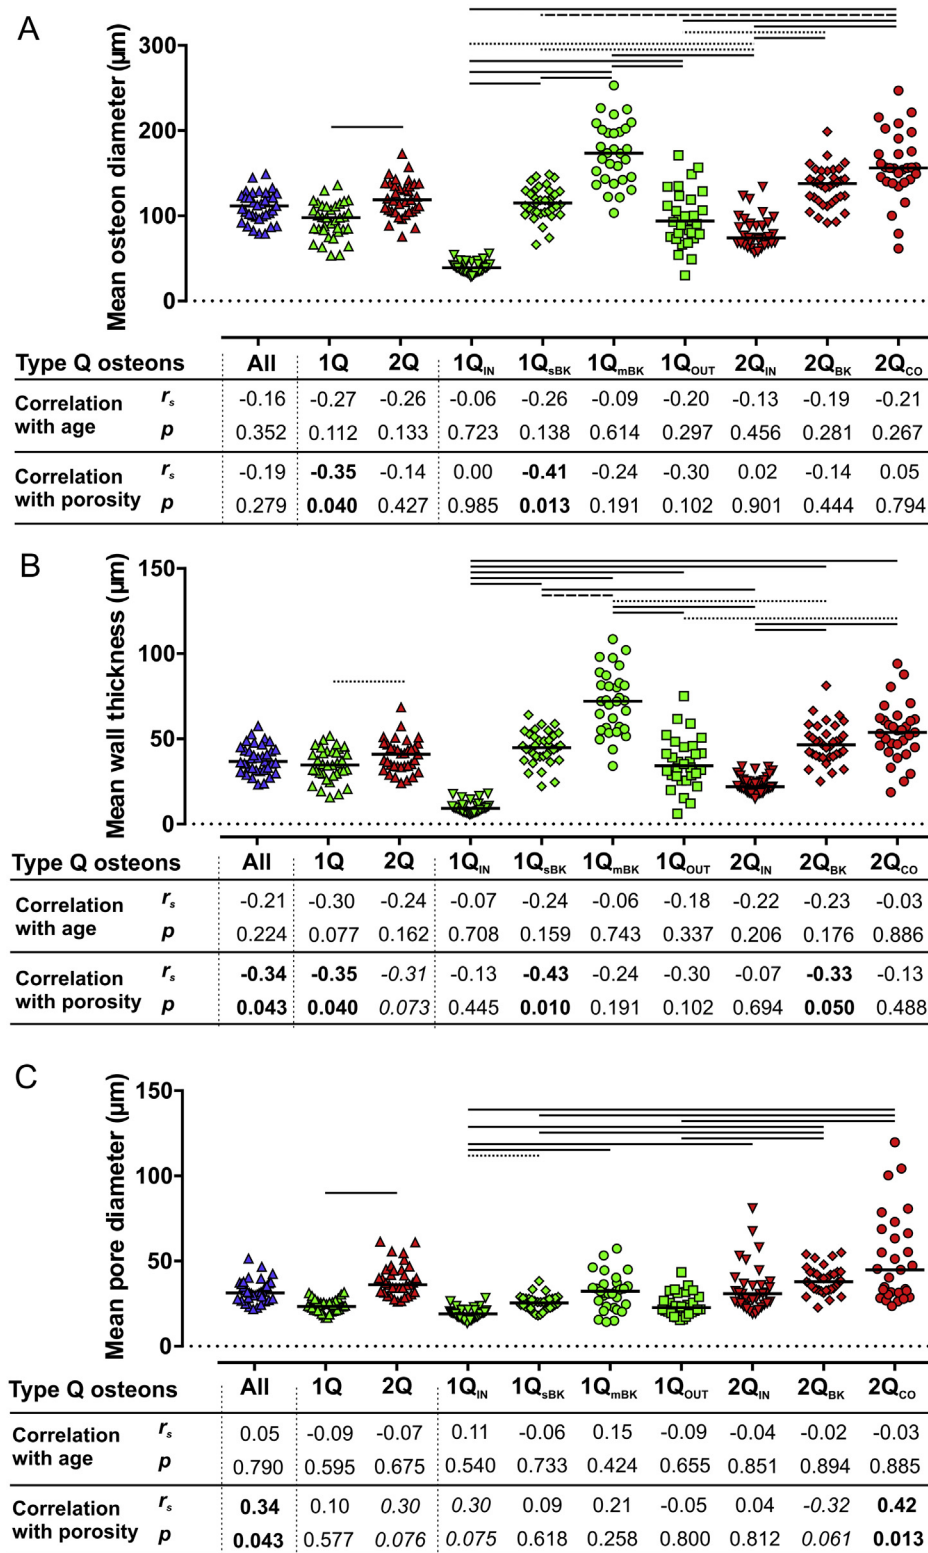 A
Mean osteon diameter (µm)
300
200
100
0
Type Q osteons All 1Q 2Q 1QIN 1QsBK 1QmBK 1QOUT 2QIN 2QBK 2QCO
Correlation with age
rs -0.16 -0.27 -0.26 -0.06 -0.26 -0.09 -0.20 -0.13 -0.19 -0.21
p 0.352 0.112 0.133 0.723 0.138 0.614 0.297 0.456 0.281 0.267
Correlation with porosity
rs -0.19 -0.35 -0.14 0.00 -0.41 -0.24 -0.30 0.02 -0.14 0.05
p 0.279 0.040 0.427 0.985 0.013 0.191 0.102 0.901 0.444 0.794
B
Mean wall thickness (µm)
150
100
50
0
Type Q osteons All 1Q 2Q 1QIN 1QsBK 1QmBK 1QOUT 2QIN 2QBK 2QCO
Correlation with age
rs -0.21 -0.30 -0.24 -0.07 -0.24 -0.06 -0.18 -0.22 -0.23 -0.03
p 0.224 0.077 0.162 0.708 0.159 0.743 0.337 0.206 0.176 0.886
Correlation with porosity
rs -0.34 -0.35 -0.31 -0.13 -0.43 -0.24 -0.30 -0.07 -0.33 -0.13
p 0.043 0.040 0.073 0.445 0.010 0.191 0.102 0.694 0.050 0.488
C
Mean pore diameter (µm)
150
100
50
0
Type Q osteons All 1Q 2Q 1QIN 1QsBK 1QmBK 1QOUT 2QIN 2QBK 2QCO
Correlation with age
rs 0.05 -0.09 -0.07 0.11 -0.06 0.15 -0.09 -0.04 -0.02 -0.03
p 0.790 0.595 0.675 0.540 0.733 0.424 0.655 0.851 0.894 0.885
Correlation with porosity
rs 0.34 0.10 0.30 0.30 0.09 0.21 -0.05 0.04 -0.32 0.42
p 0.043 0.577 0.076 0.075 0.618 0.258 0.800 0.812 0.061 0.013